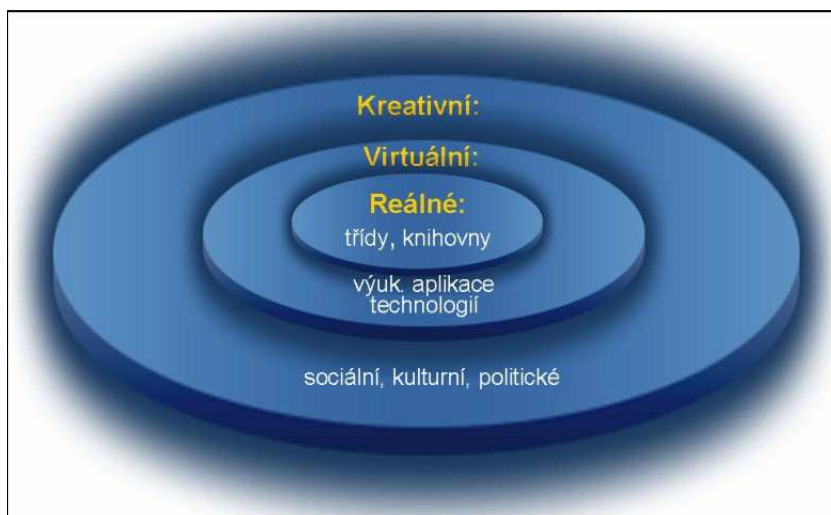 Kreativní:
Virtuální:
Reálné:
třídy, knihovny
výuk. aplikace
technologií
sociální, kulturní, politické